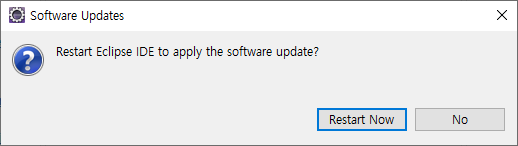 Software Updates
Restart Eclipse IDE to apply the software update?
Restart Now
No